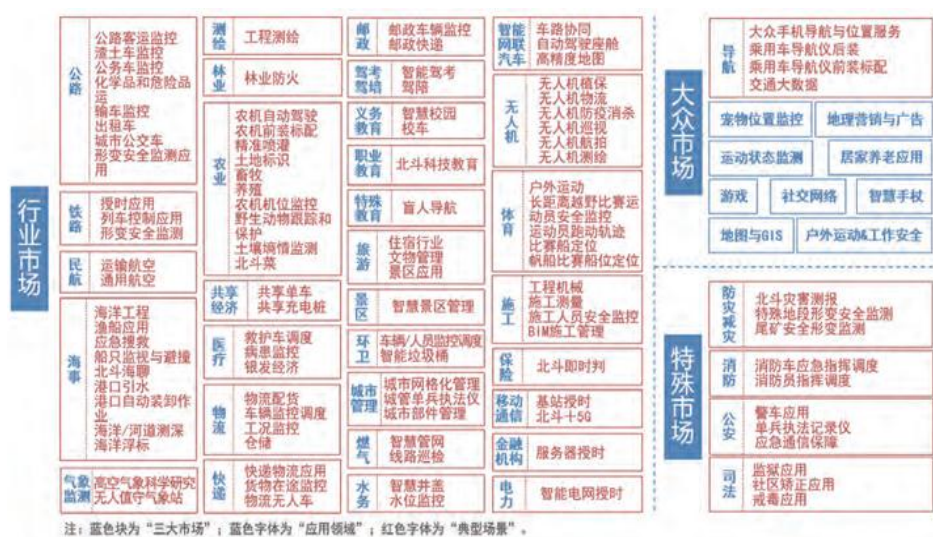 行业市场
公路
公路客运监控
渣土车监控
公务车监控
化学品和危险品
运
输车监控
出租车
城市公交车
形变安全监测应
用
铁路
授时应用
列车控制应用
形变安全监测
民航
运输航空
通用航空
海事
海洋工程
渔船应用
应急搜救
船只监视与避撞
北斗海聊
港口引水
港口自动装卸作
业
海洋/河道测深
海洋浮标
气象
监测
高空气象科学研究
无人值守气象站
测绘
工程测绘
林业
林业防火
农业
农机自动驾驶
农机前装标配
精准喷灌
土地标识
畜牧
养殖
农机机位监控
野生动物跟踪和
保护
土壤墒情监测
北斗菜
共享
经济
共享单车
共享充电桩
医疗
救护车调度
病患监控
银发经济
物流
物流配货
车辆监控调度
工况监控
仓储
快递
快递物流应用
货物在途监控
物流无人车
邮政
邮政车辆监控
邮政快递
驾考
驾培
智能驾考
驾陪
义务
教育
智慧校园
校车
职业
教育
北斗科技教育
特殊
教育
盲人导航
旅游
住宿行业
文物管理
景区应用
景区
智慧景区管理
环卫
车辆/人员监控调度
智能垃圾桶
城市
管理
城市网格化管理
城管单兵执法仪
城市部件管理
燃气
智慧管网
线路巡检
水务
智慧井盖
水位监控
智能
网联
汽车
车路协同
自动驾驶座舱
高精度地图
无人机
无人机植保
无人机物流
无人机防疫消杀
无人机巡视
无人机航拍
无人机测绘
体育
户外运动
长距离越野比赛运
动员安全监控
运动员跑动轨迹
比赛船定位
帆船比赛船位定位
施工
工程机械
施工测量
施工人员安全监控
BIM施工管理
保险
北斗即时判
移动
通信
基站授时
北斗+5G
金融
机构
服务器授时
电力
智能电网授时
大众市场
导航
大众手机导航与位置服务
乘用车导航仪后装
乘用车导航仪前装标配
交通大数据
宠物位置监控
地理营销与广告
运动状态监测
居家养老应用
游戏
社交网络
智慧手杖
地图与GIS
户外运动&工作安全
特殊市场
防灾减灾
北斗灾害测报
特殊地段形变安全监测
尾矿安全形变监测
消防
消防车应急指挥调度
消防员指挥调度
公安
警车应用
单兵执法记录仪
应急通信保障
司法
监狱应用
社区矫正应用
戒毒应用
注：蓝色块为“三大市场”；蓝色字体为“应用领域”；红色字体为“典型场景”。